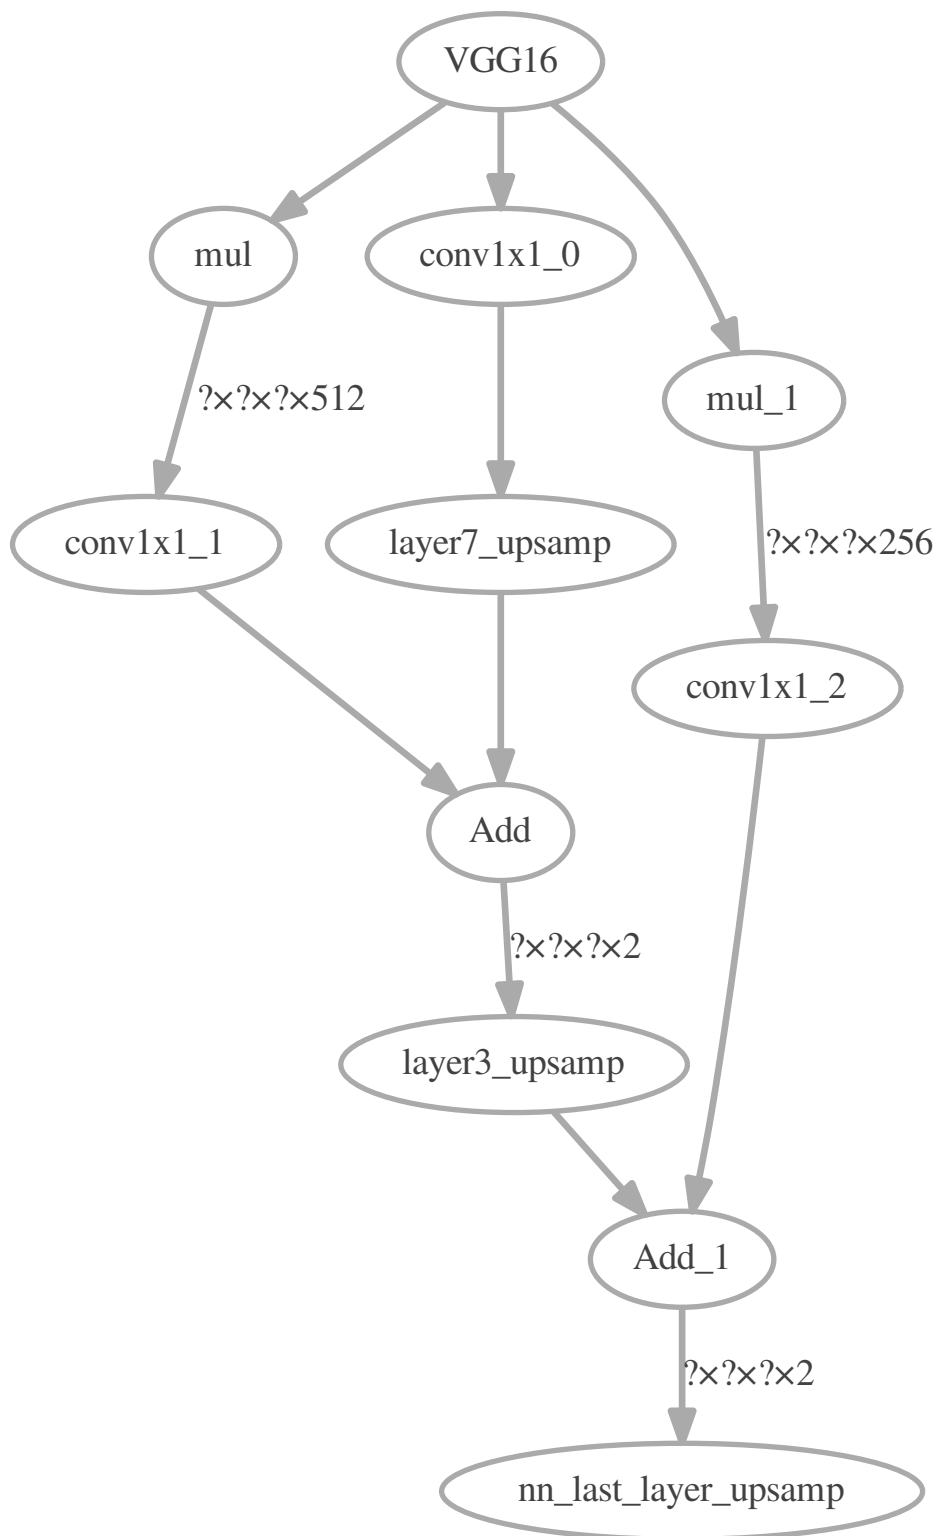 VGG16
mul
conv1x1_0
?×?×?×512
mul_1
conv1x1_1
layer7_upsamp
?×?×?×256
conv1x1_2
Add
?×?×?×2
layer3_upsamp
Add_1
?×?×?×2
nn_last_layer_upsamp